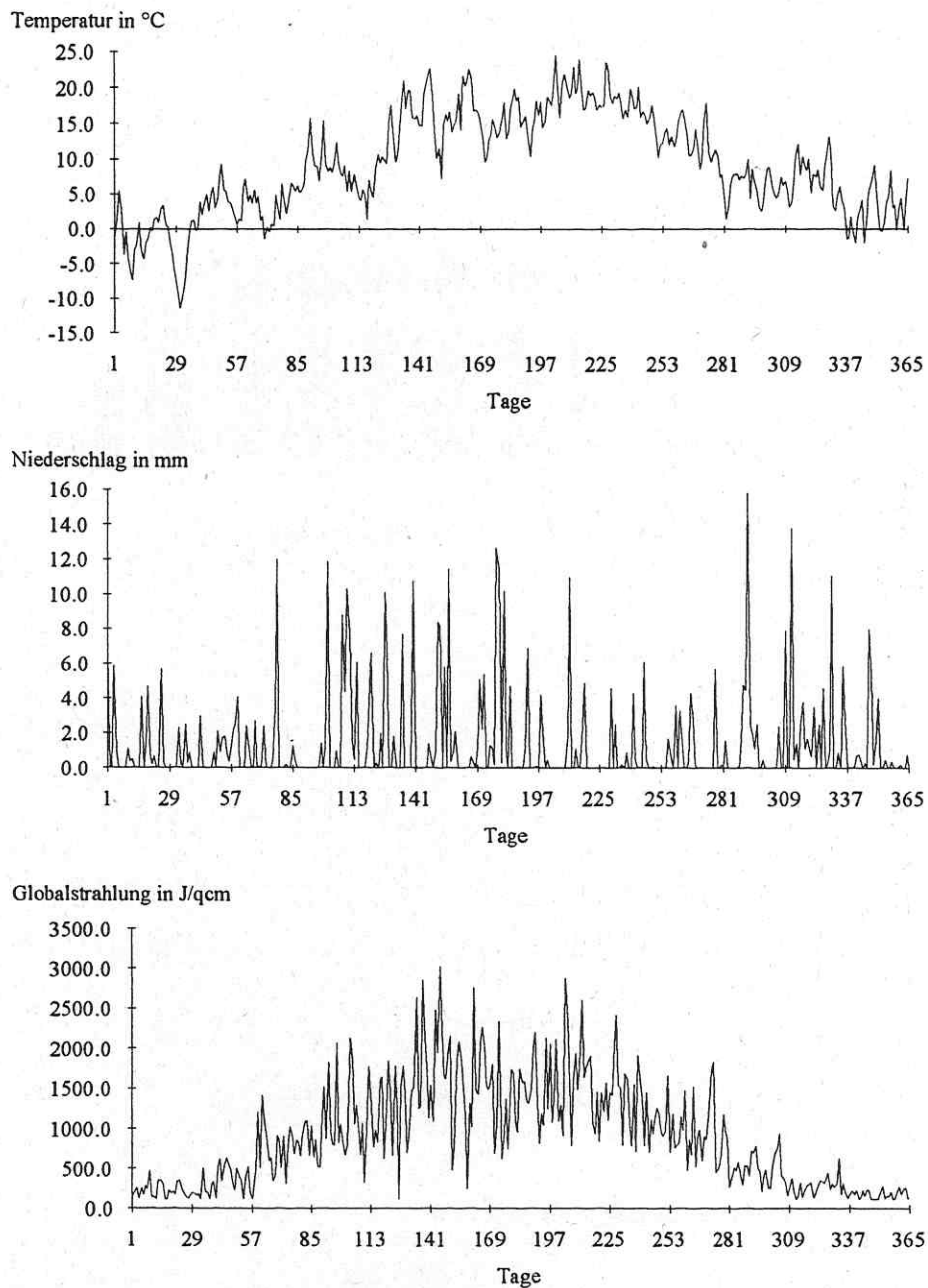 Temperatur in °C
25.0
20.0
15.0
10.0
5.0
0.0
-5.0
-10.0
-15.0
1 29 57 85 113 141 169 197 225 253 281 309 337 365
Tage
Niederschlag in mm
16.0
14.0
12.0
10.0
8.0
6.0
4.0
2.0
0.0
1 29 57 85 113 141 169 197 225 253 281 309 337 365
Tage
Globalstrahlung in J/qcm
3500.0
3000.0
2500.0
2000.0
1500.0
1000.0
500.0
0.0
1 29 57 85 113 141 169 197 225 253 281 309 337 365
Tage